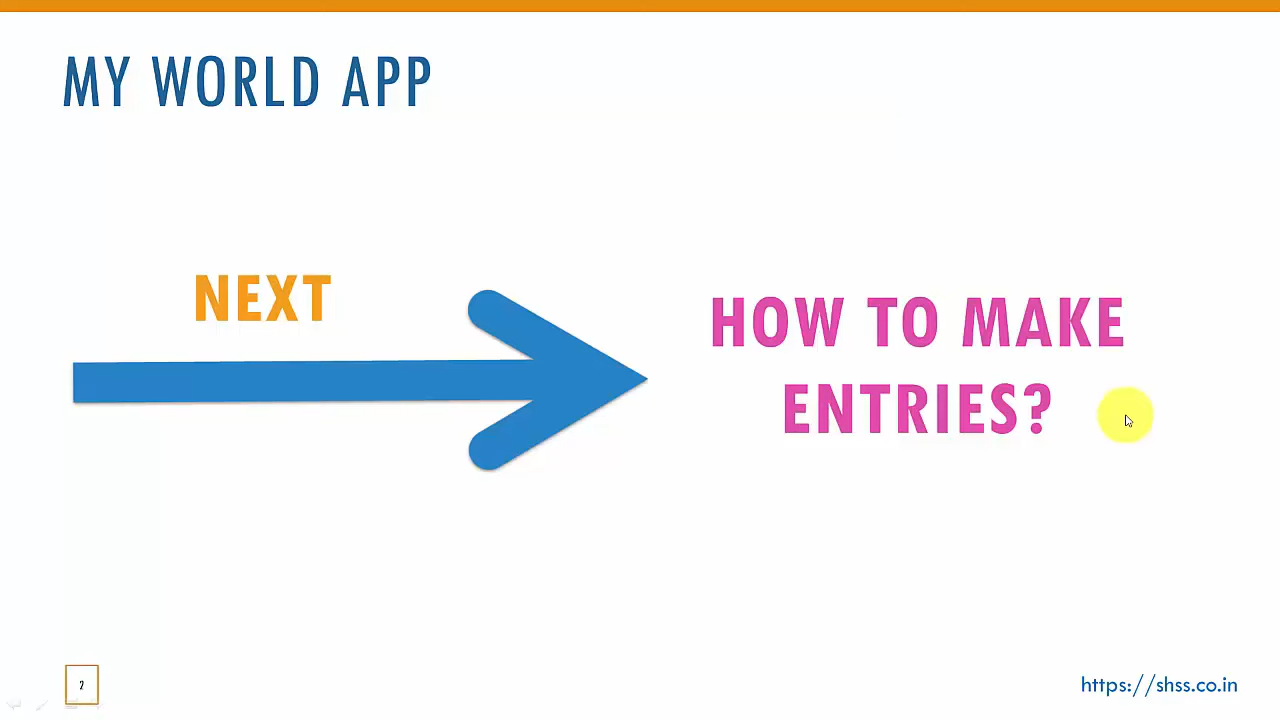 MY WORLD APP
NEXT
HOW TO MAKE
ENTRIES?
2
https://shss.co.in